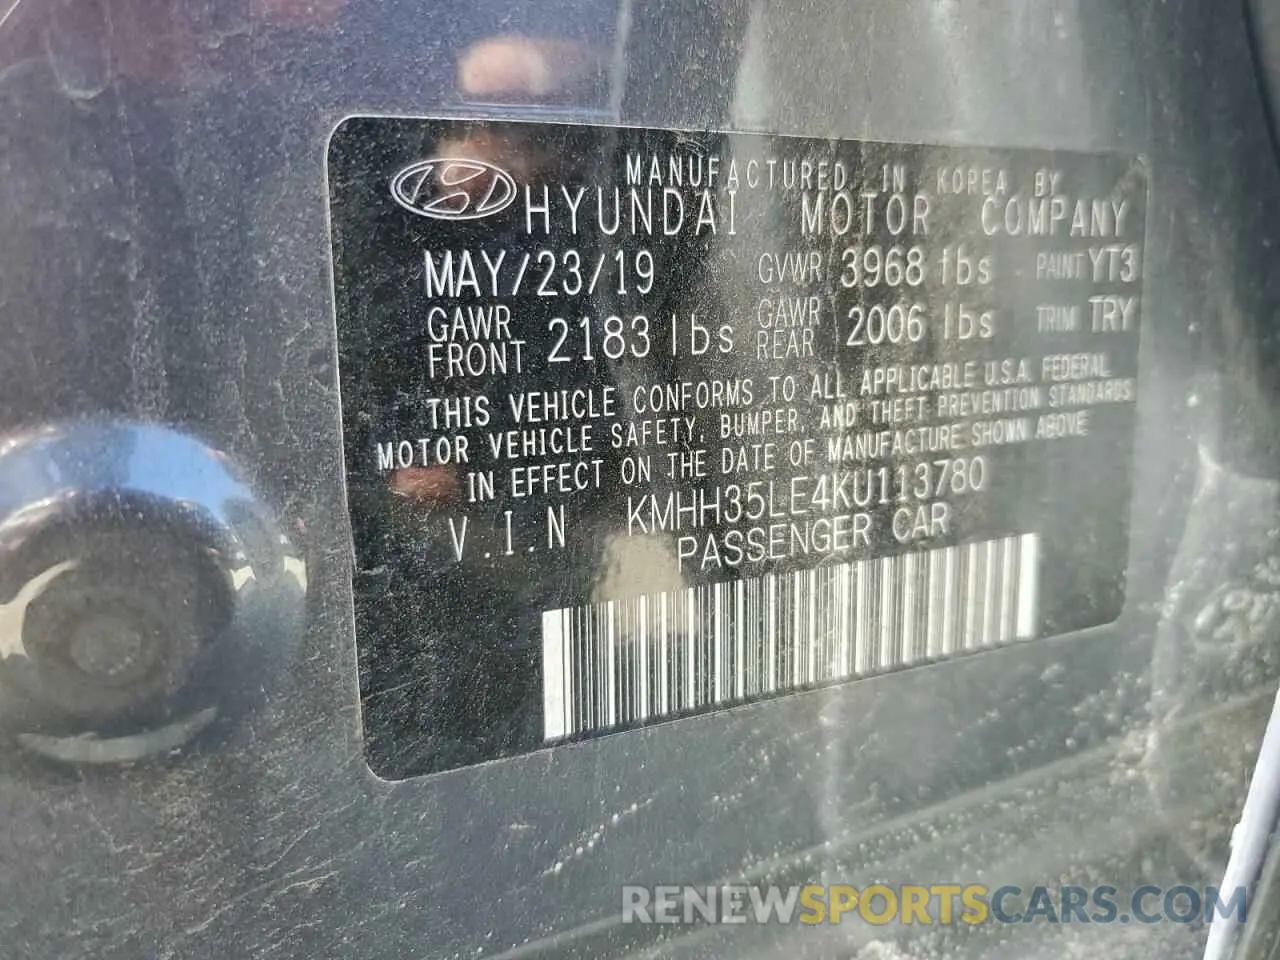 MANUFACTURED IN KOREA BY
HYUNDAI MOTOR COMPANY
MAY/23/19 GVWR 3968 lbs PAINT YT3
GAWR FRONT 2183 lbs GAWR REAR 2006 lbs TRIM TRY
THIS VEHICLE CONFORMS TO ALL APPLICABLE U.S.A. FEDERAL
MOTOR VEHICLE SAFETY, BUMPER, AND THEFT PREVENTION STANDARDS
IN EFFECT ON THE DATE OF MANUFACTURE SHOWN ABOVE
V.I.N KMHH35LE4KU113780
PASSENGER CAR
RENEWSPORTSCARS.COM